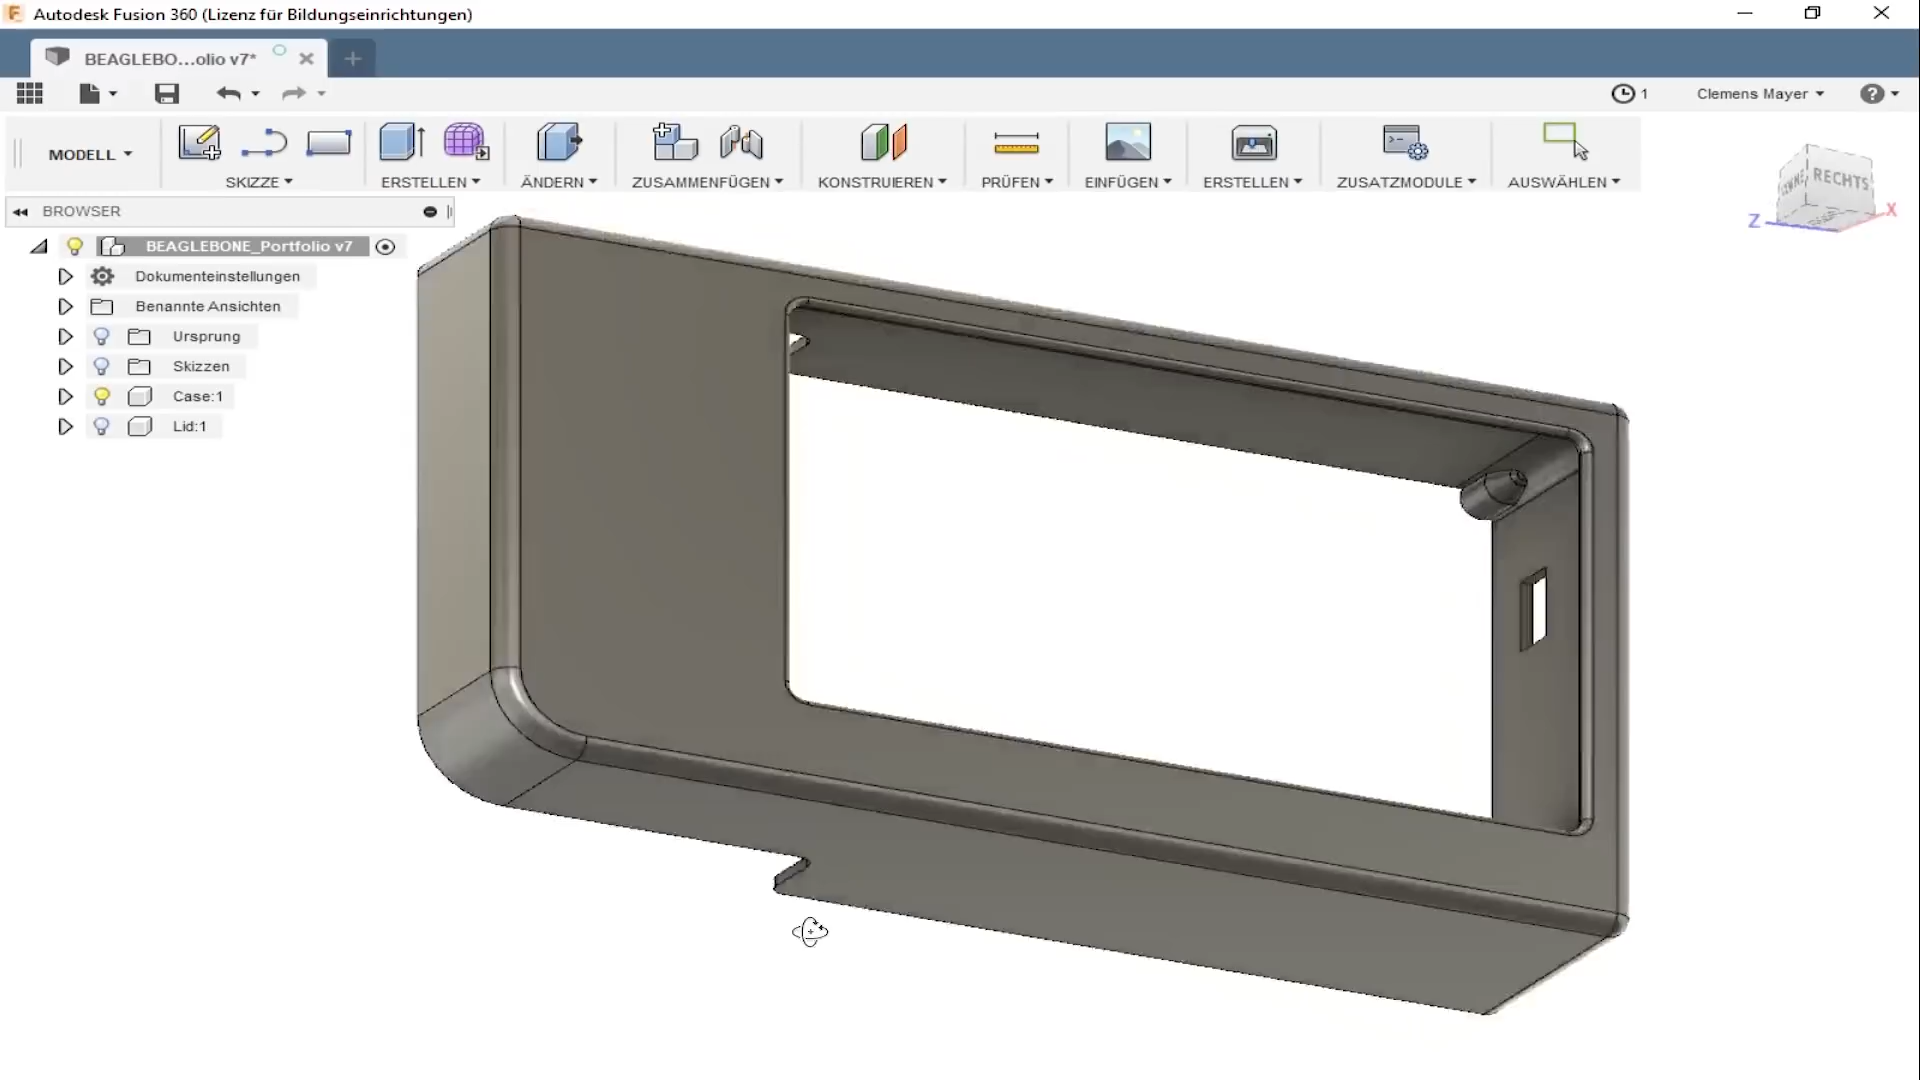 Autodesk Fusion 360 (Lizenz für Bildungseinrichtungen)
BEAGLEBO...olio v7*
1
Clemens Mayer
?
MODELL
SKIZZE
ERSTELLEN
ÄNDERN
ZUSAMMENFÜGEN
KONSTRUIEREN
PRÜFEN
EINFÜGEN
ERSTELLEN
ZUSATZMODULE
AUSWÄHLEN
RECHTS
Z
X
BROWSER
BEAGLEBONE_Portfolio v7
Dokumenteinstellungen
Benannte Ansichten
Ursprung
Skizzen
Case:1
Lid:1